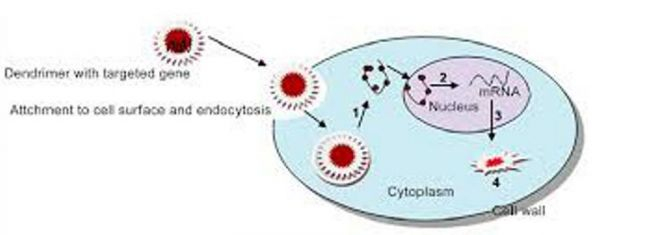 Dendrimer with targeted gene
Attchment to cell surface and endocytosis
1
2
mRNA
Nucleus
3
4
Cytoplasm
Cell wall